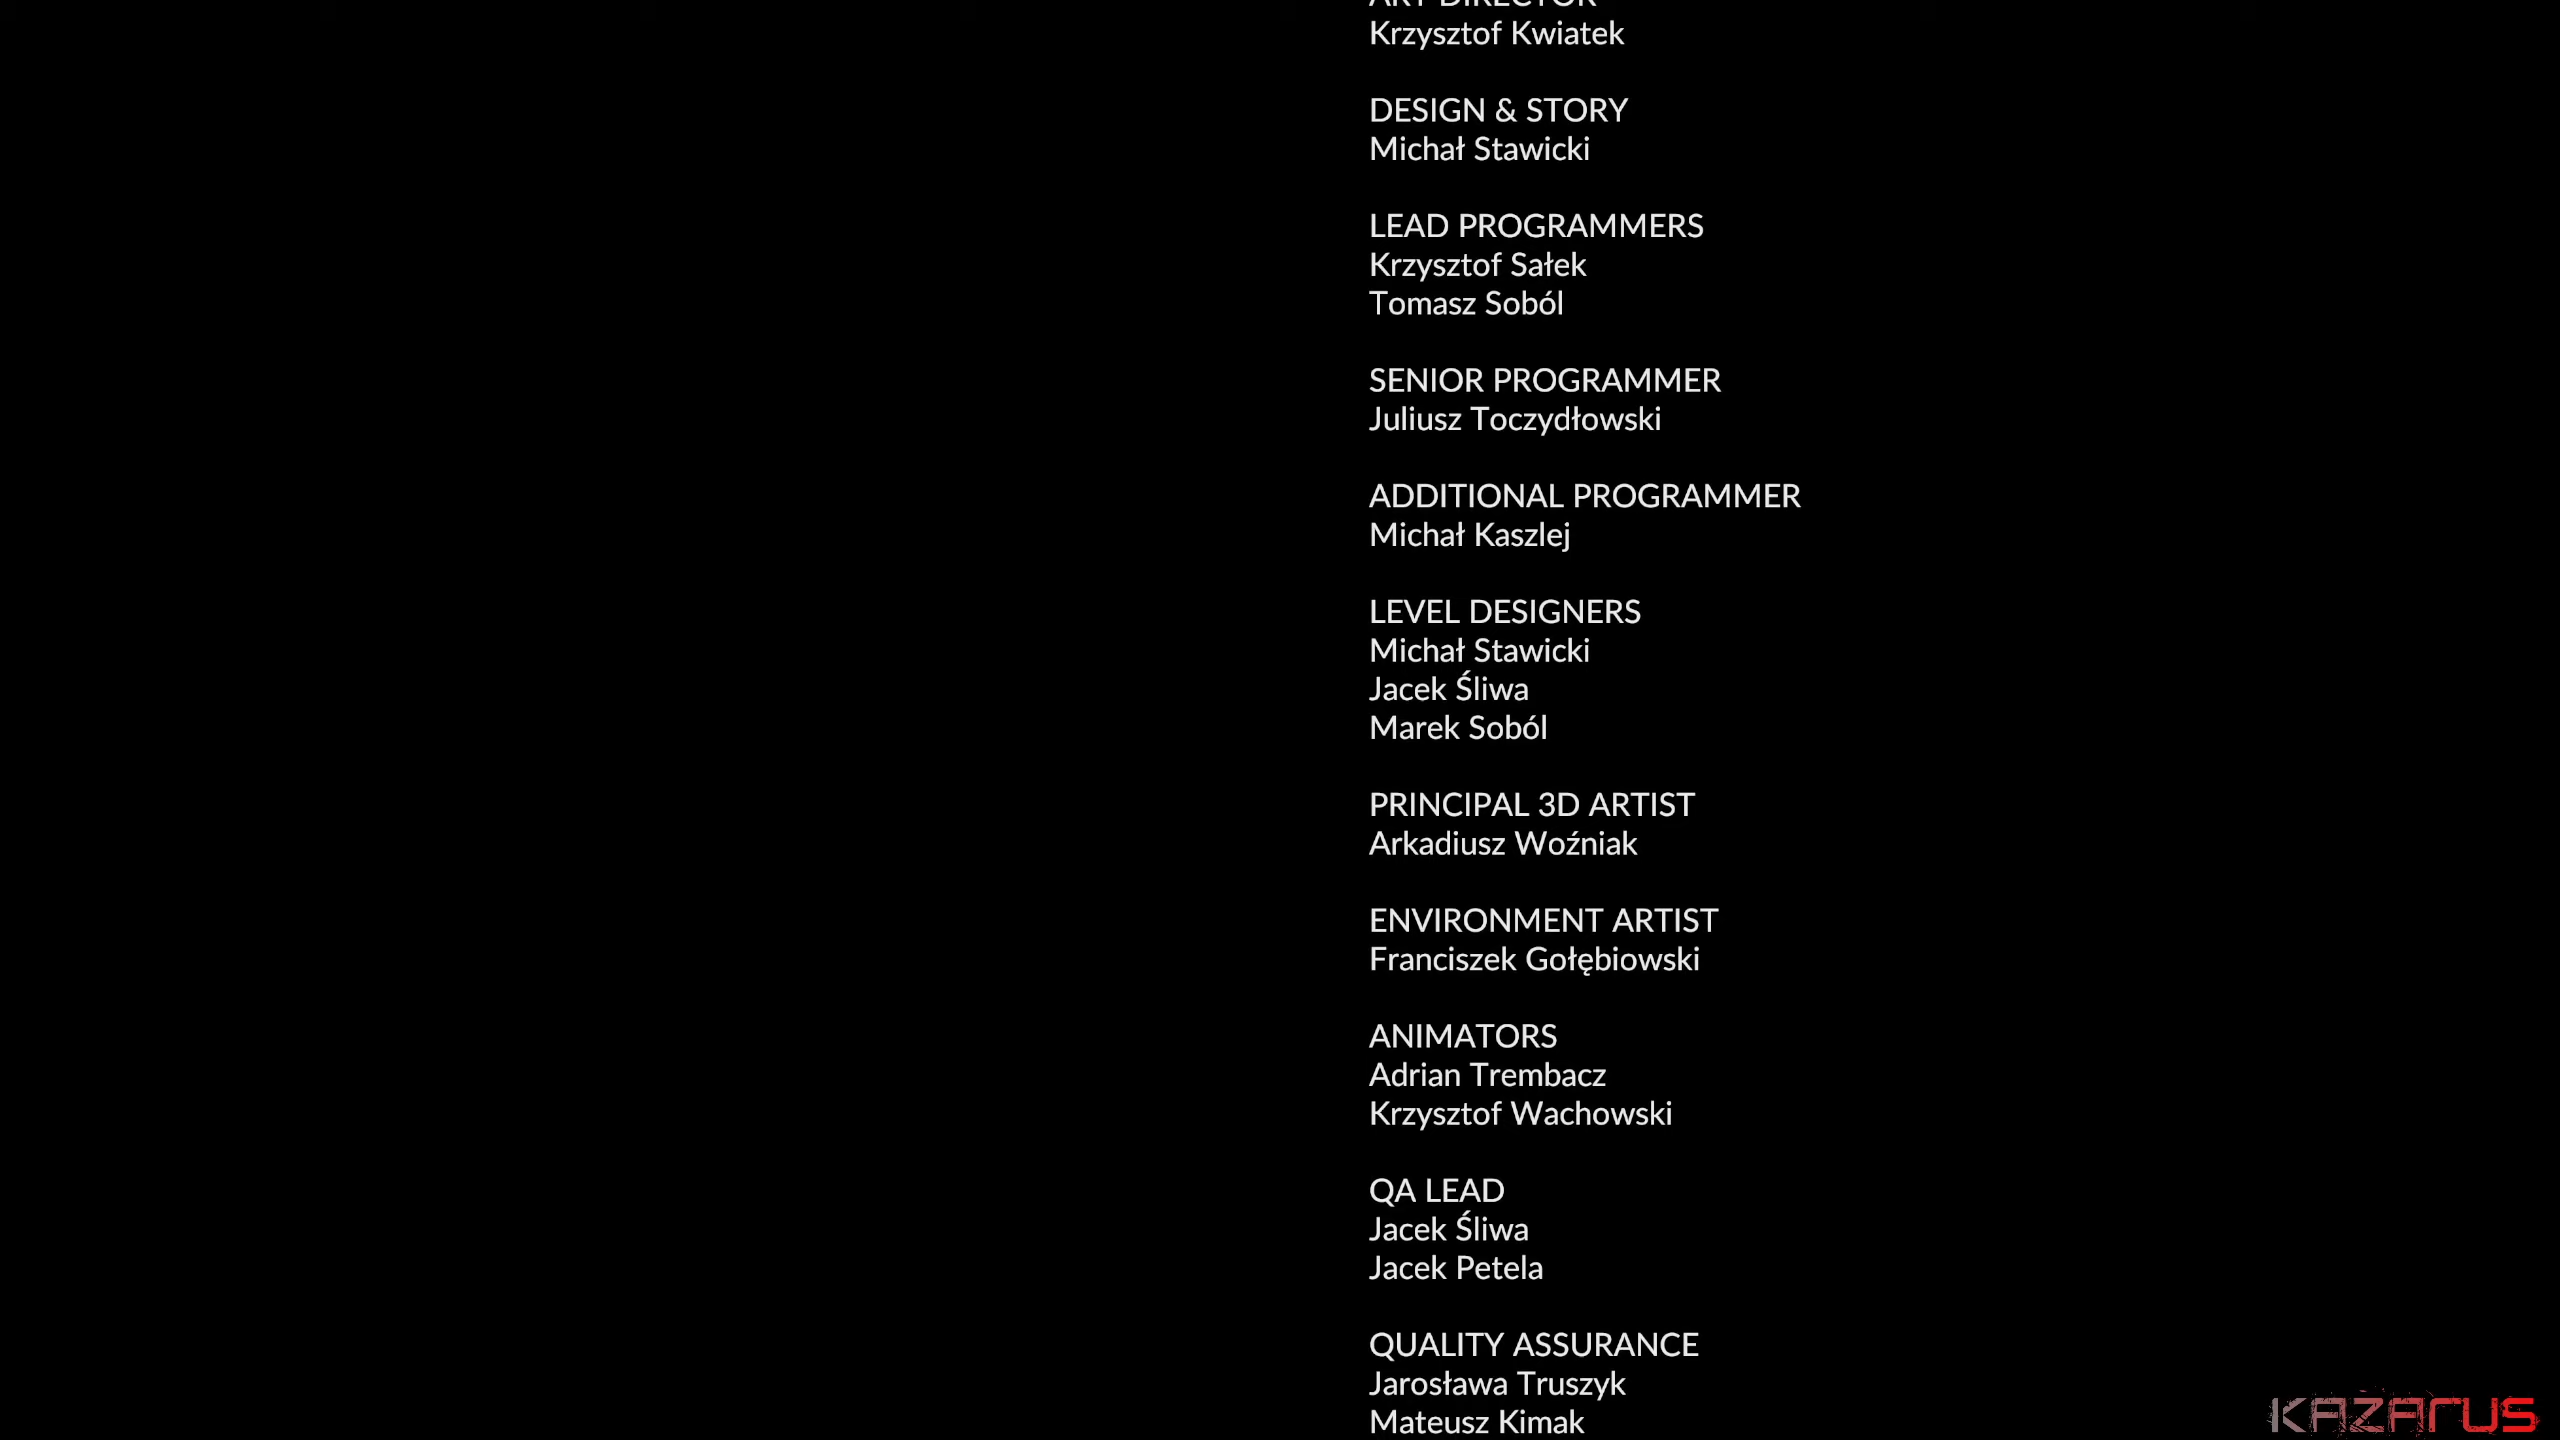 ART DIRECTOR
Krzysztof Kwiatek
DESIGN & STORY
Michał Stawicki
LEAD PROGRAMMERS
Krzysztof Sałek
Tomasz Soból
SENIOR PROGRAMMER
Juliusz Toczydłowski
ADDITIONAL PROGRAMMER
Michał Kaszlej
LEVEL DESIGNERS
Michał Stawicki
Jacek Śliwa
Marek Soból
PRINCIPAL 3D ARTIST
Arkadiusz Woźniak
ENVIRONMENT ARTIST
Franciszek Gołębiowski
ANIMATORS
Adrian Trembacz
Krzysztof Wachowski
QA LEAD
Jacek Śliwa
Jacek Petela
QUALITY ASSURANCE
Jarosława Truszyk
Mateusz Kimak
KAZARUS